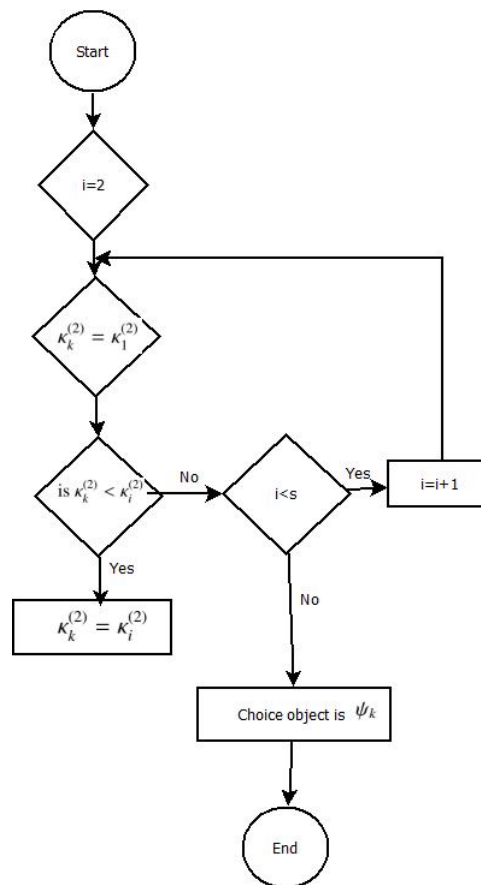 Start
i=2
κ_k^(2) = κ_1^(2)
is κ_k^(2) < κ_i^(2)
No
i<s
Yes
i=i+1
Yes
κ_k^(2) = κ_i^(2)
No
Choice object is ψ_k
End